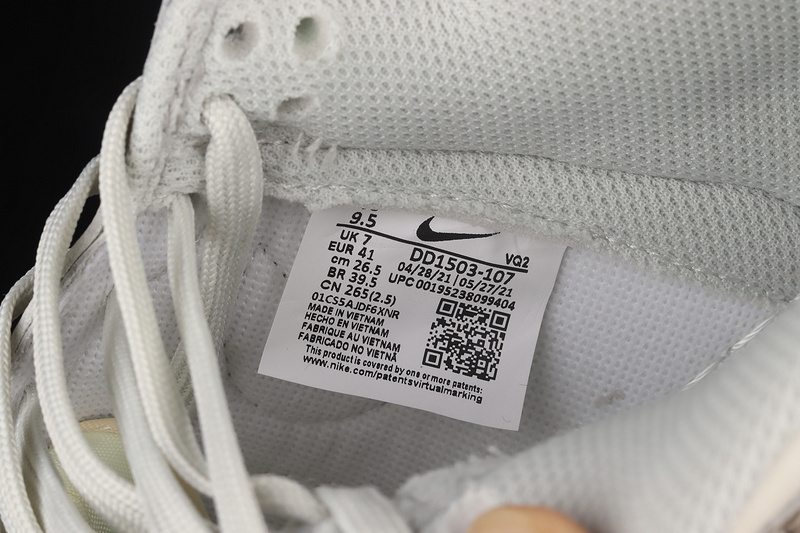 9.5
UK 7
EUR 41
cm 26.5
BR 39.5
CN 265(2.5)
VQ2
DD1503-107
04/28/21 | 05/27/21
UPC 00195238099404
01CS5AJDF6XNR
MADE IN VIETNAM
HECHO EN VIETNAM
FABRIQUE AU VIETNAM
FABRICADO NO VIETNÃ
This product is covered by one or more patents:
www.nike.com/patentsvirtualmarking